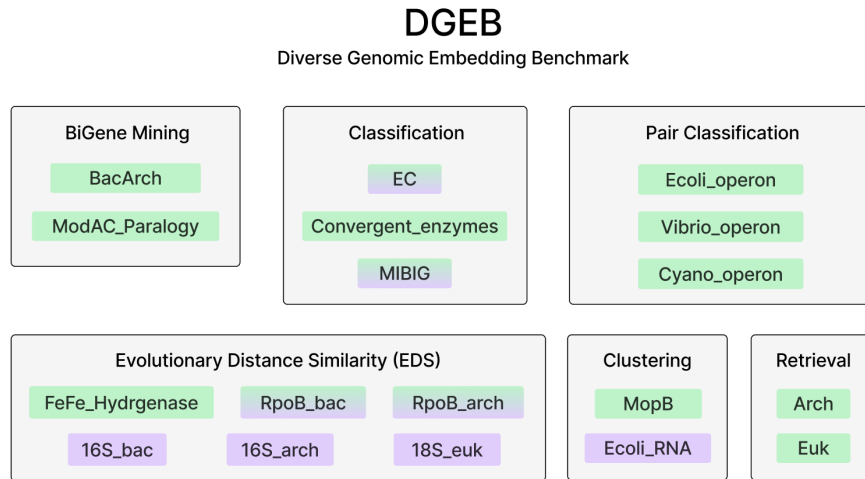 DGEB
Diverse Genomic Embedding Benchmark
BiGene Mining
BacArch
ModAC_Paralogy
Classification
EC
Convergent_enzymes
MIBIG
Pair Classification
Ecoli_operon
Vibrio_operon
Cyano_operon
Evolutionary Distance Similarity (EDS)
FeFe_Hydrgenase
RpoB_bac
RpoB_arch
16S_bac
16S_arch
18S_euk
Clustering
MopB
Ecoli_RNA
Retrieval
Arch
Euk